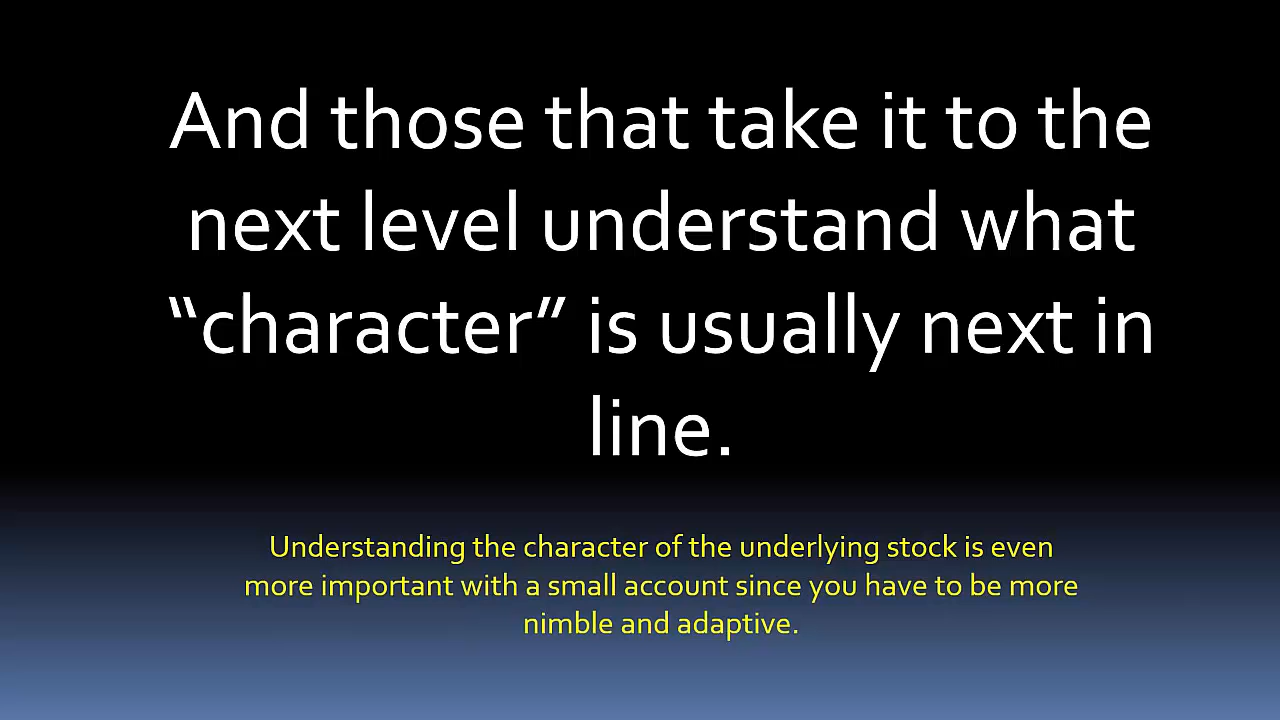 And those that take it to the
next level understand what
“character” is usually next in
line.
Understanding the character of the underlying stock is even
more important with a small account since you have to be more
nimble and adaptive.